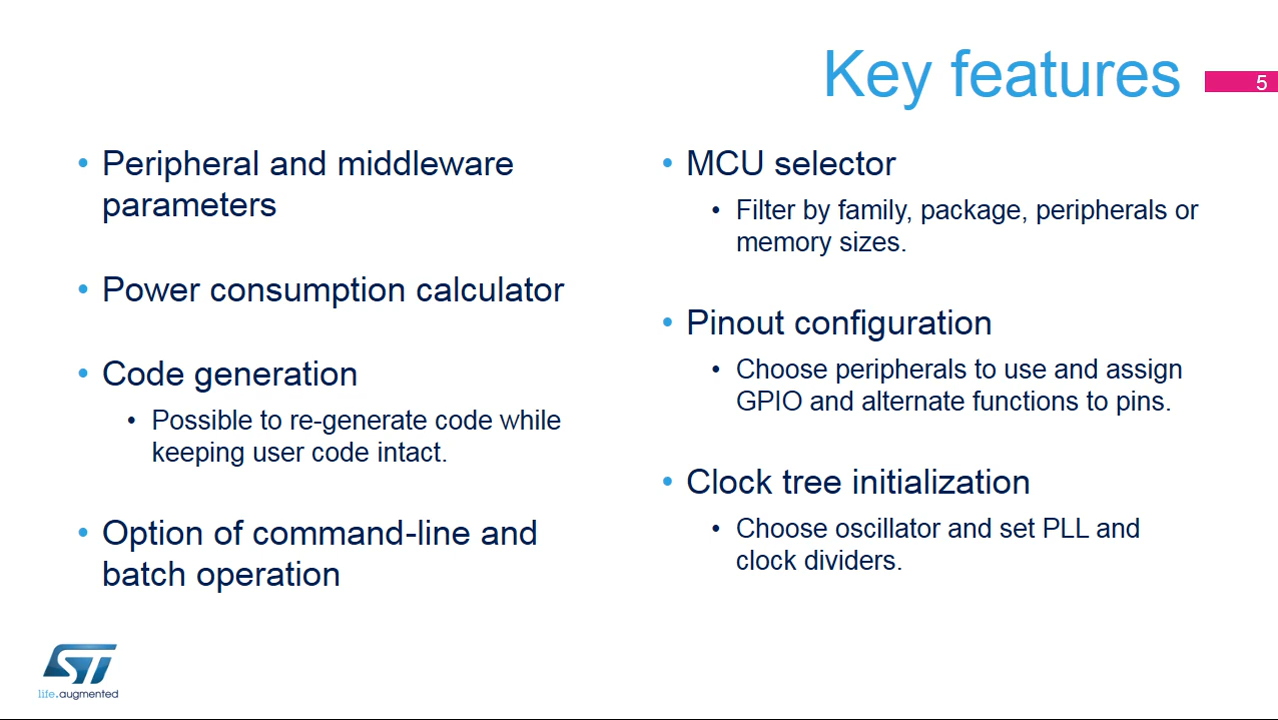 Key features
5
• Peripheral and middleware
parameters
• Power consumption calculator
• Code generation
• Possible to re-generate code while
keeping user code intact.
• Option of command-line and
batch operation
• MCU selector
• Filter by family, package, peripherals or
memory sizes.
• Pinout configuration
• Choose peripherals to use and assign
GPIO and alternate functions to pins.
• Clock tree initialization
• Choose oscillator and set PLL and
clock dividers.
ST
life.augmented